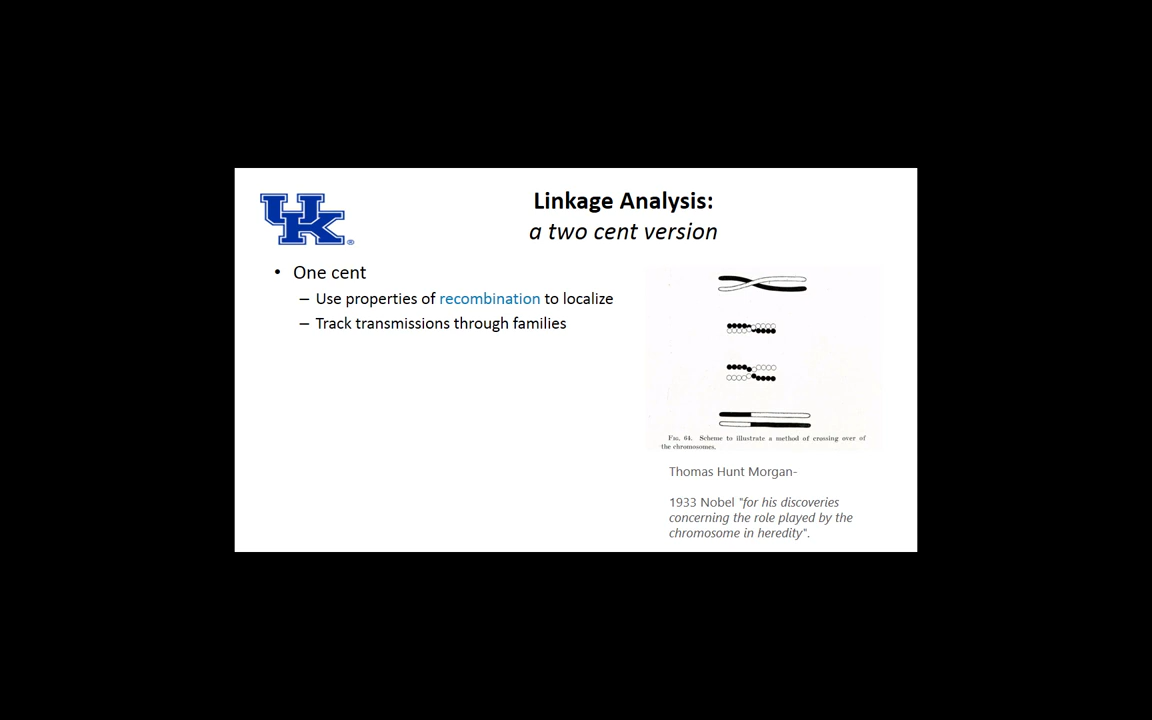 UK®
Linkage Analysis:
a two cent version
• One cent
– Use properties of recombination to localize
– Track transmissions through families
Fig. 64. Scheme to illustrate a method of crossing over of
the chromosomes.
Thomas Hunt Morgan-
1933 Nobel "for his discoveries
concerning the role played by the
chromosome in heredity".